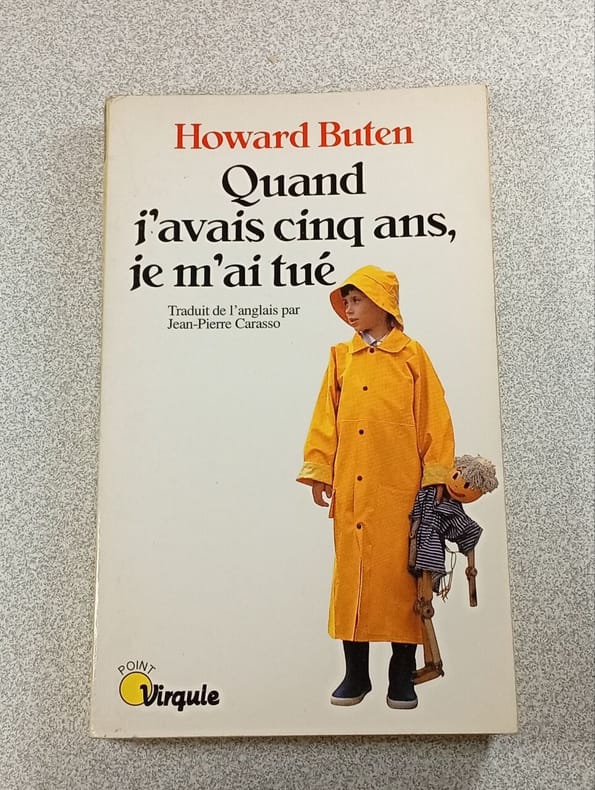 Howard Buten
Quand
j'avais cinq ans,
je m'ai tué
Traduit de l'anglais par
Jean-Pierre Carasso
POINT
Virgule